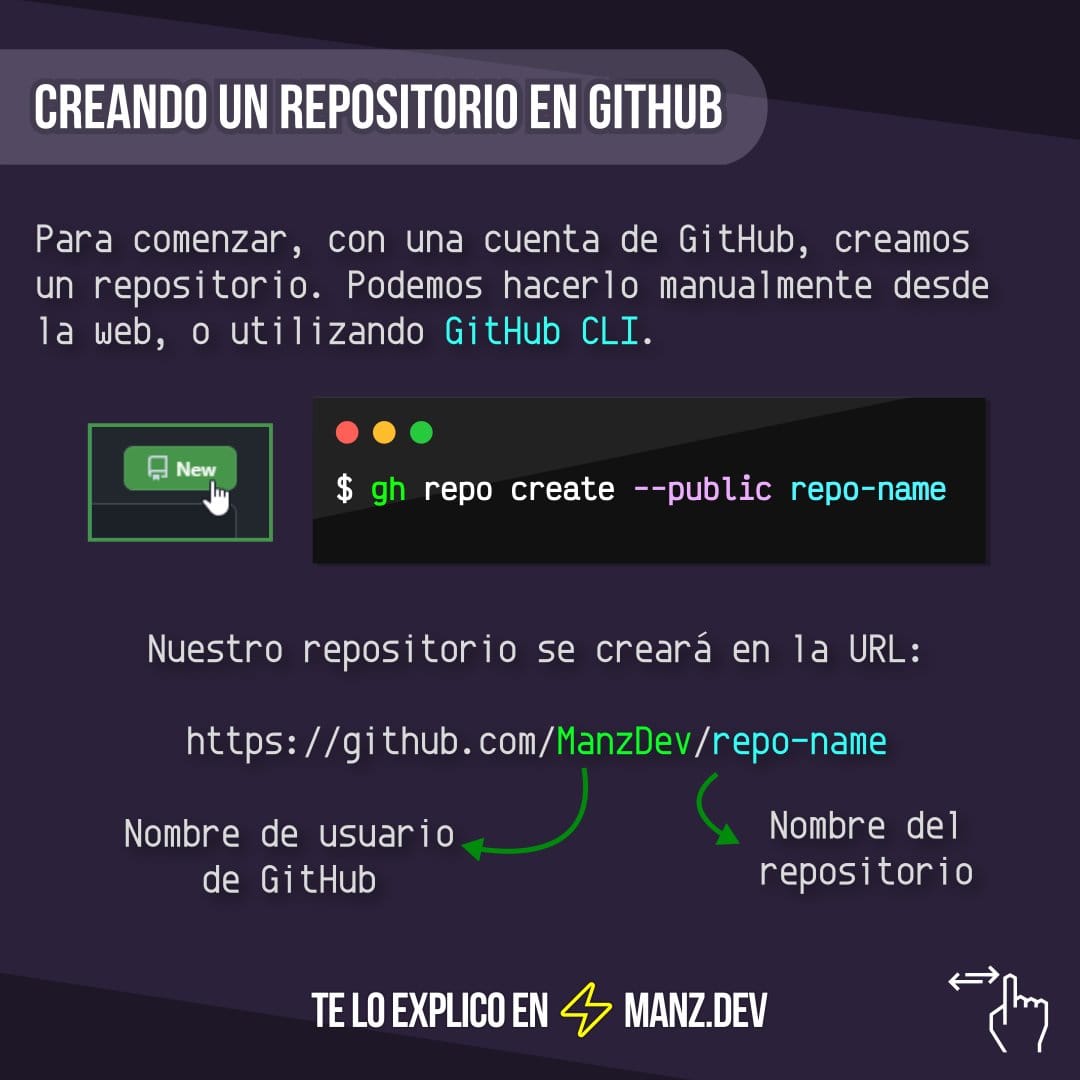 CREANDO UN REPOSITORIO EN GITHUB
Para comenzar, con una cuenta de GitHub, creamos
un repositorio. Podemos hacerlo manualmente desde
la web, o utilizando GitHub CLI.
New
$ gh repo create --public repo-name
Nuestro repositorio se creará en la URL:
https://github.com/ManzDev/repo-name
Nombre de usuario
de GitHub
Nombre del
repositorio
TE LO EXPLICO EN MANZ.DEV